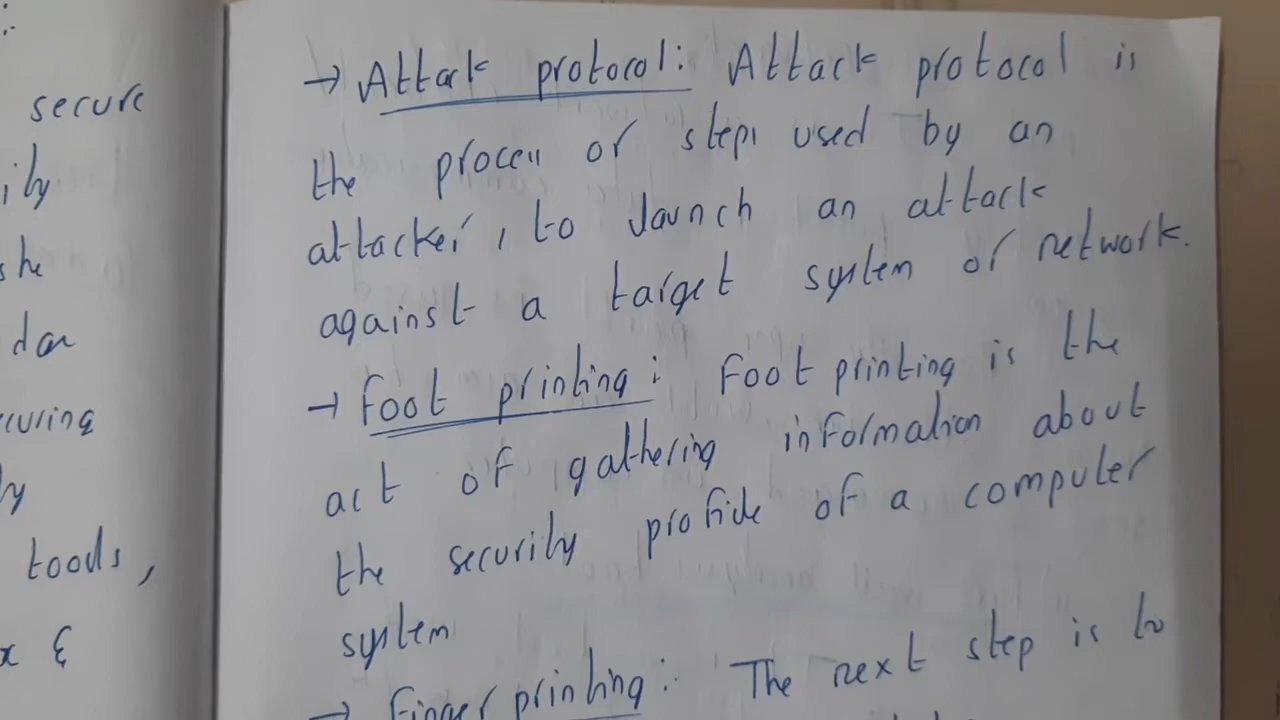 secure
ily
she
dar
curing
ly
tools,
x &
→ Attack protocol: Attack protocol is
the process or steps used by an
attacker, to launch an attack
against a target system or network.
→ Foot printing: Foot printing is the
act of gathering information about
the security profile of a computer
system
→ Finger printing: The next step is to